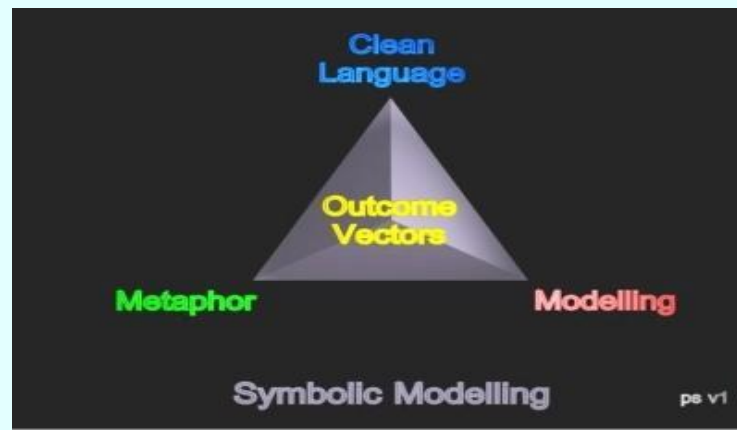 Clean
Language
Outcome
Vectors
Metaphor
Modelling
Symbolic Modelling
ps v1